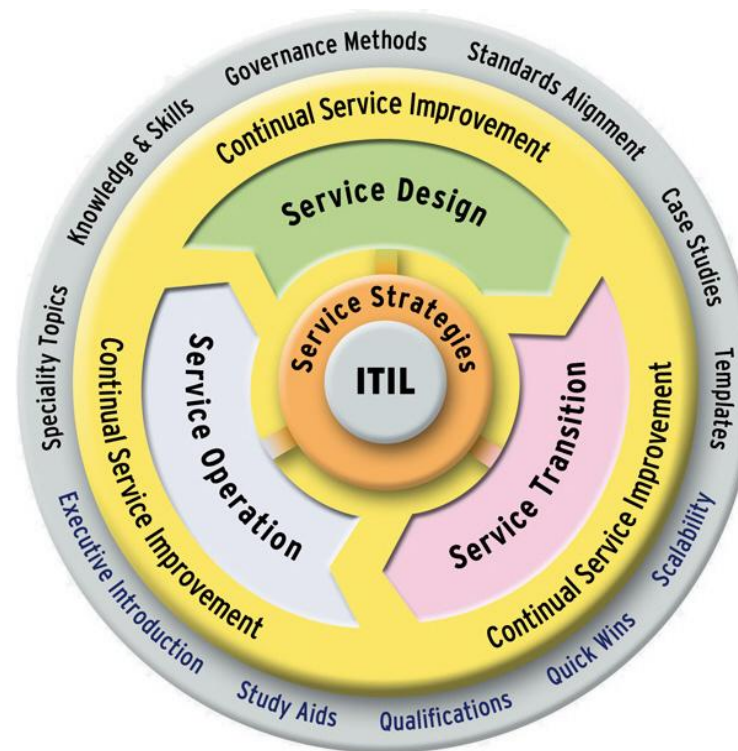 Governance Methods
Standards Alignment
Case Studies
Templates
Scalability
Quick Wins
Qualifications
Study Aids
Executive Introduction
Speciality Topics
Knowledge & Skills
Continual Service Improvement
Continual Service Improvement
Continual Service Improvement
Service Design
Service Transition
Service Operation
Service Strategies
ITIL